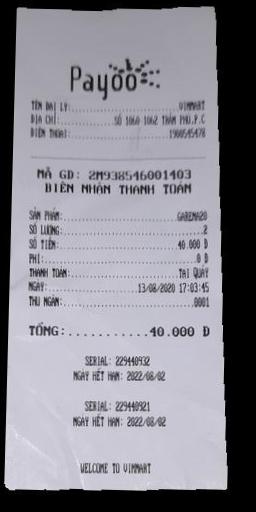 Payoo
TÊN ĐẠI LÝ:........................VINMART
ĐỊA CHỈ:.............SỐ 1060-1062 TRẦN PHÚ,P.C
ĐIỆN THOẠI:........................1900545478
MÃ GD: 2M938546001403
BIÊN NHẬN THANH TOÁN
SẢN PHẨM:..........................GARENA20
SỐ LƯỢNG:..........................2
SỐ TIỀN:..........................40.000 Đ
PHÍ:..........................0 Đ
THANH TOÁN:..........................TẠI QUẦY
NGÀY:..................13/08/2020 17:03:45
THU NGÂN:..........................0001
TỔNG:...........40.000 Đ
SERIAL: 229440932
NGÀY HẾT HẠN: 2022/08/02
SERIAL: 229440921
NGÀY HẾT HẠN: 2022/08/02
WELCOME TO VINMART